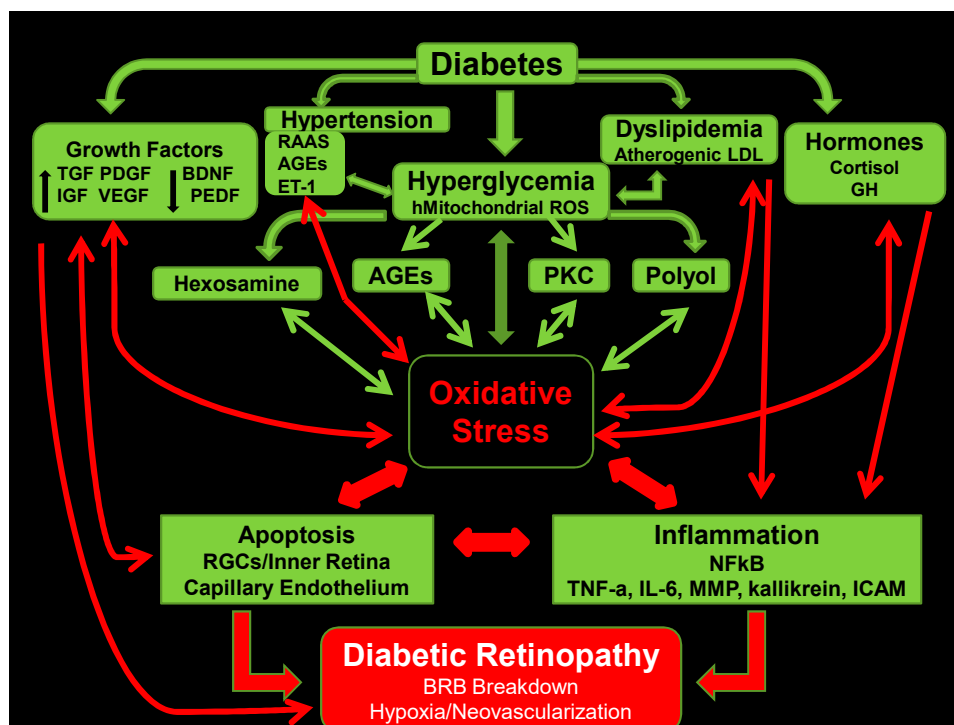 Diabetes
Growth Factors
TGF PDGF BDNF
IGF VEGF PEDF
Hypertension
RAAS
AGEs
ET-1
Dyslipidemia
Atherogenic LDL
Hormones
Cortisol
GH
Hyperglycemia
hMitochondrial ROS
Hexosamine
AGEs
PKC
Polyol
Oxidative
Stress
Apoptosis
RGCs/Inner Retina
Capillary Endothelium
Inflammation
NFkB
TNF-a, IL-6, MMP, kallikrein, ICAM
Diabetic Retinopathy
BRB Breakdown
Hypoxia/Neovascularization